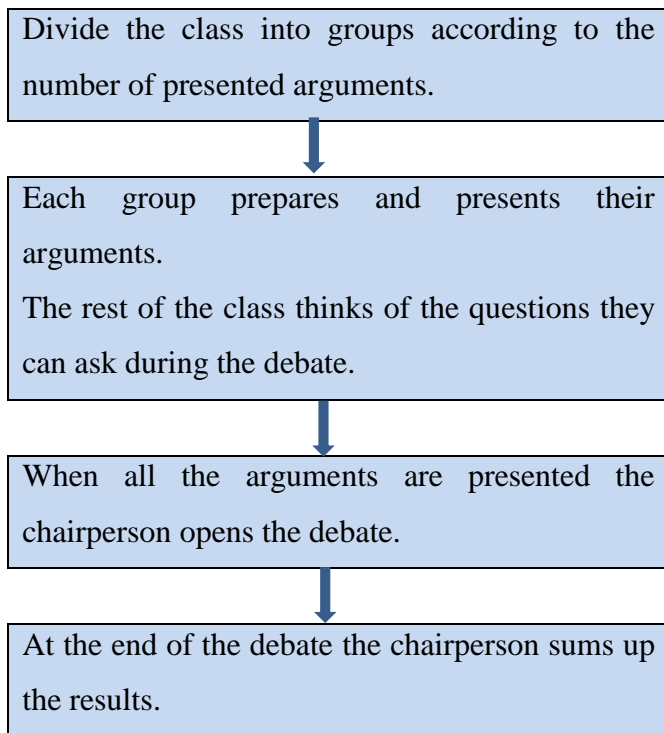 Divide the class into groups according to the
number of presented arguments.
Each group prepares and presents their
arguments.
The rest of the class thinks of the questions they
can ask during the debate.
When all the arguments are presented the
chairperson opens the debate.
At the end of the debate the chairperson sums up
the results.